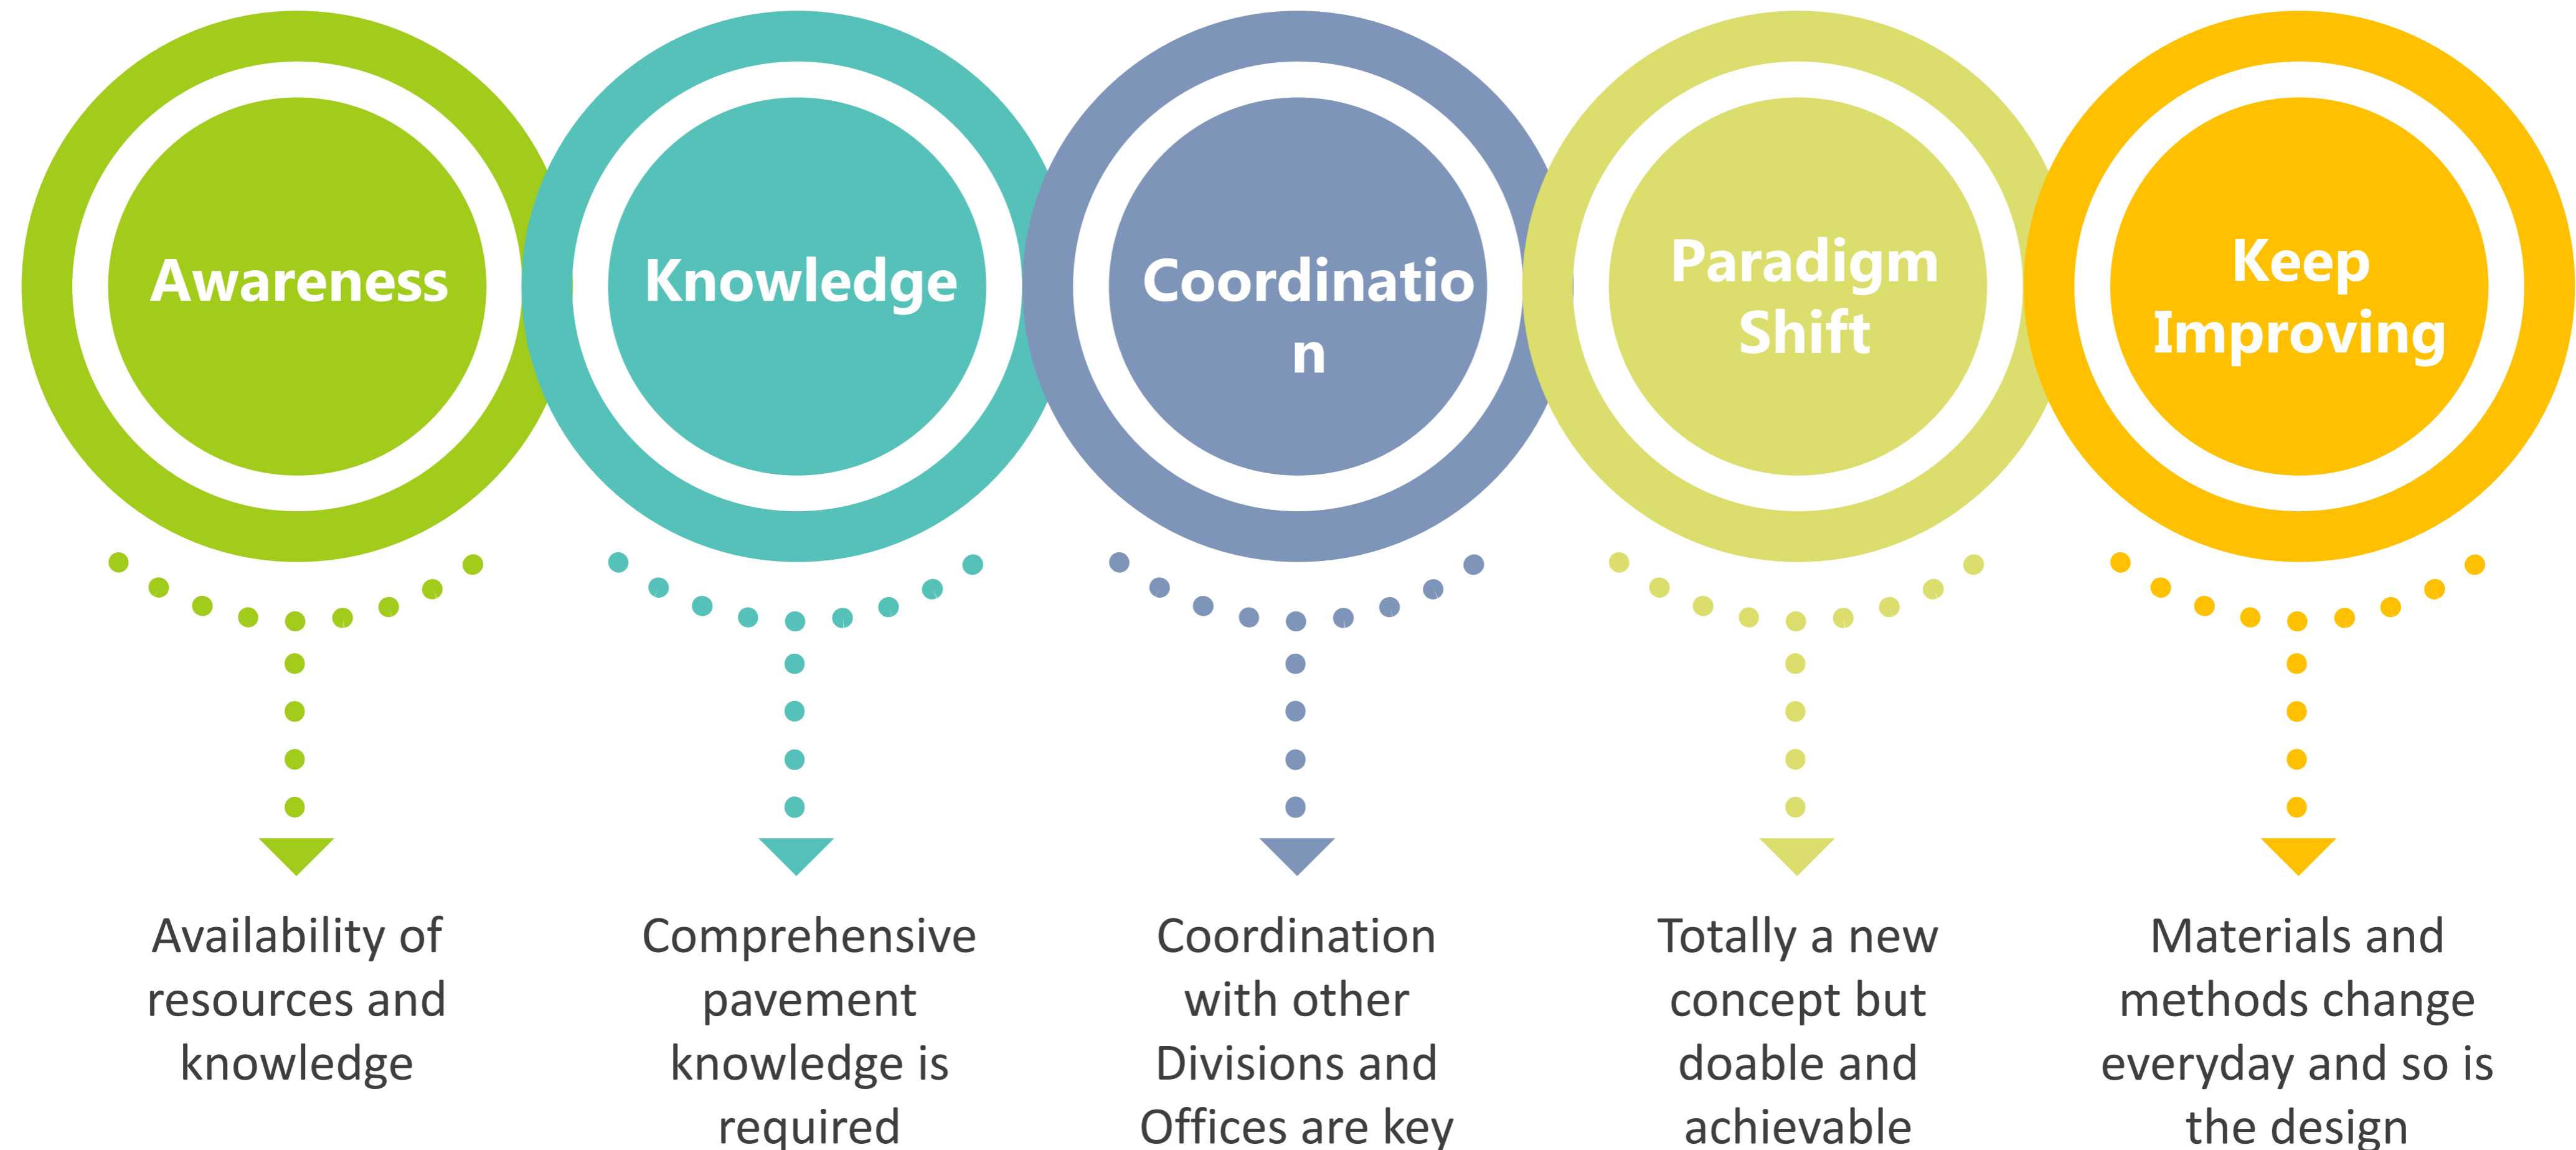 Awareness
Knowledge
Coordinatio
n
Paradigm
Shift
Keep
Improving
Availability of
resources and
knowledge
Comprehensive
pavement
knowledge is
required
Coordination
with other
Divisions and
Offices are key
Totally a new
concept but
doable and
achievable
Materials and
methods change
everyday and so is
the design